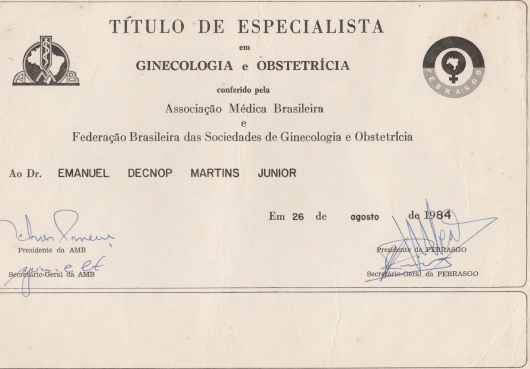 TÍTULO DE ESPECIALISTA
em
GINECOLOGIA e OBSTETRÍCIA
conferido pela
Associação Médica Brasileira
e
Federação Brasileira das Sociedades de Ginecologia e Obstetrícia
FEBRASGO
Ao Dr. EMANUEL DECNOP MARTINS JUNIOR
Em 26 de agosto de 1984
Presidente da AMB
Presidente da FEBRASGO
Secretário-Geral da AMB
Secretário-Geral da FEBRASGO